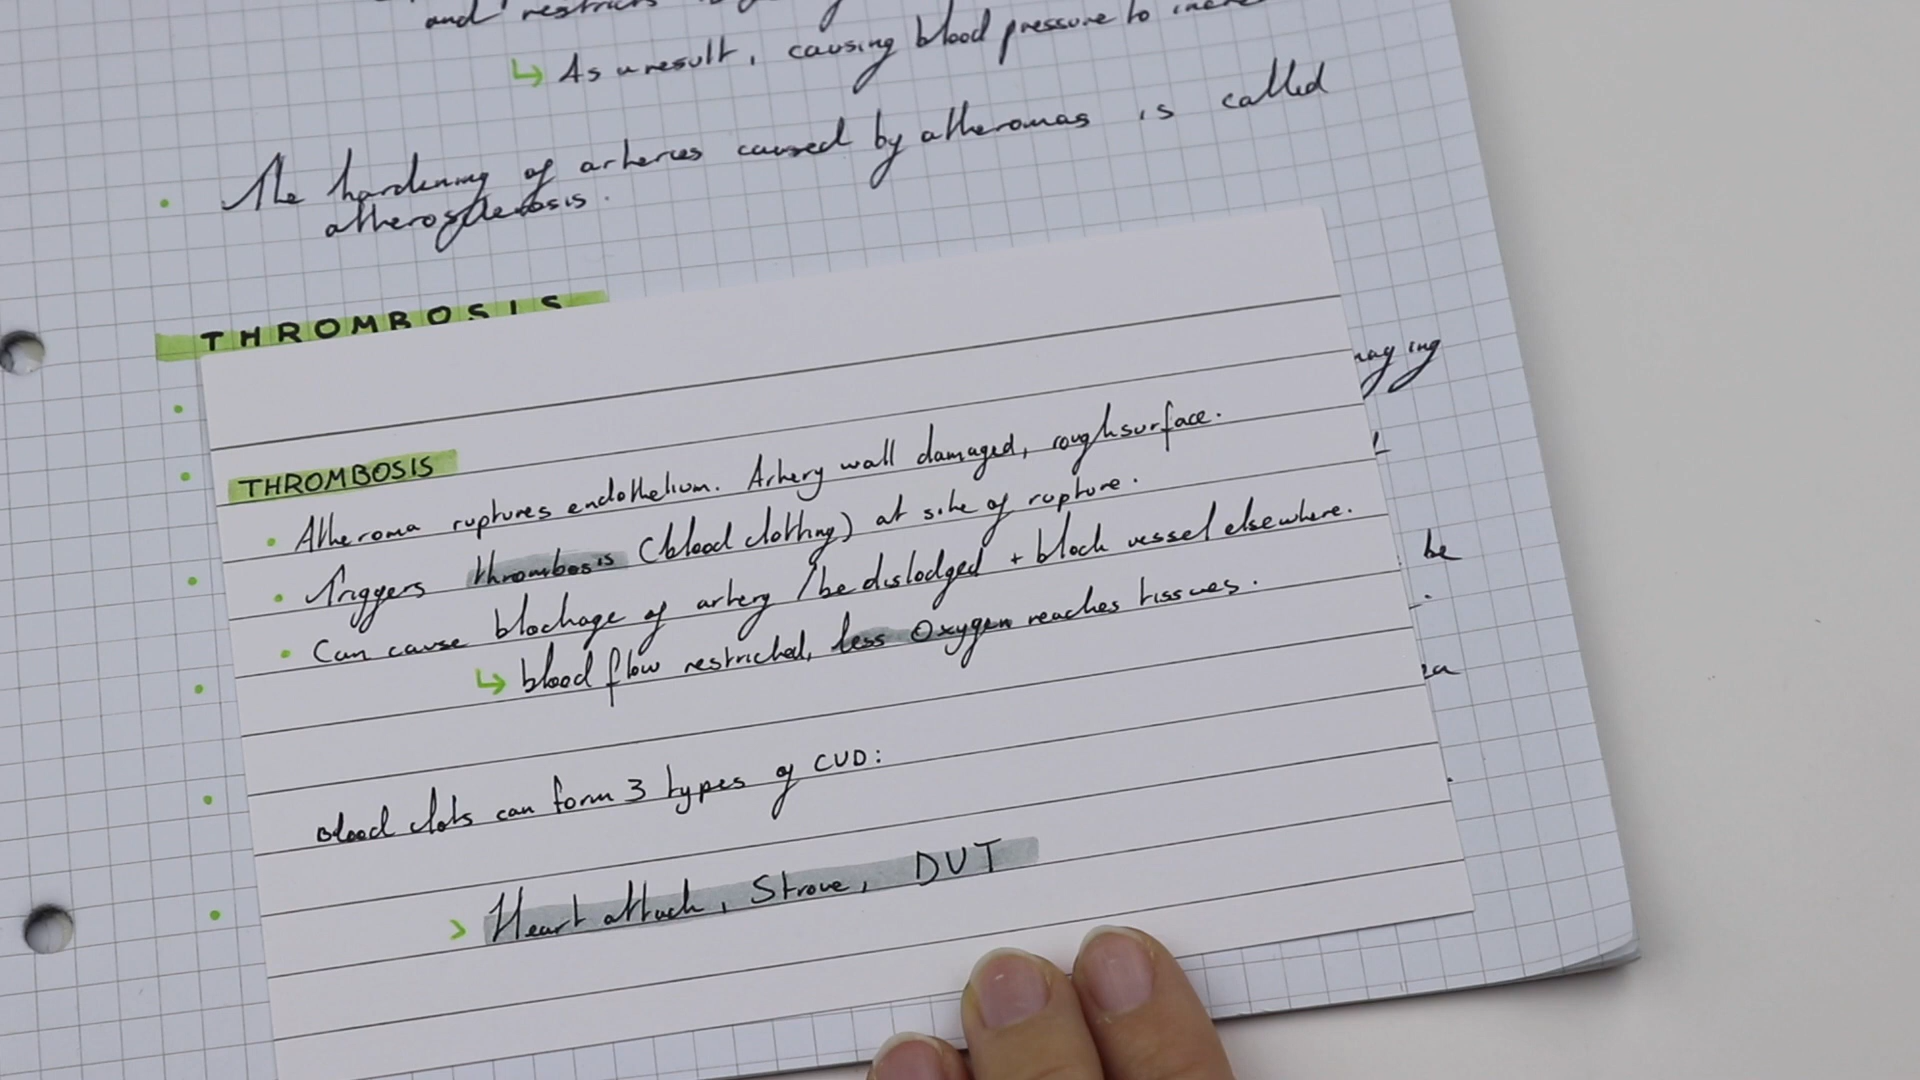 and restricts
↳ As a result, causing blood pressure to
• The hardening of arteries caused by atheromas is called
atherosclerosis.
THROMBOSIS
THROMBOSIS
• Atheroma ruptures endothelium. Artery wall damaged, rough surface.
• Triggers thrombosis (blood clotting) at site of rupture.
• Can cause blockage of artery / be dislodged + block vessel elsewhere.
↳ blood flow restricted, less oxygen reaches tissues.
be
Blood clots can form 3 types of CVD:
> Heart attack, Stroke, DVT